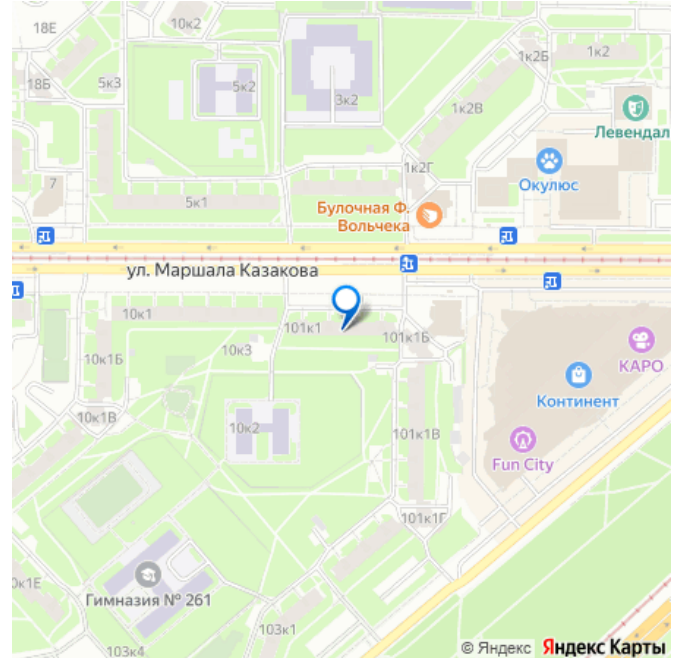 18Е
10к2
1к2Б
1к2
18Б
5к3
5к2
3к2
1к2В
Левендал
7
1к2Г
Окулюс
5к1
Булочная Ф.
Вольчека
ул. Маршала Казакова
10к1
101к1
101к1Б
КАРО
10к1Б
10к3
Континент
10к1В
10к2
101к1В
Fun City
101к1Г
0к1Е
Гимназия № 261
103к1
103к4
© Яндекс Яндекс Карты